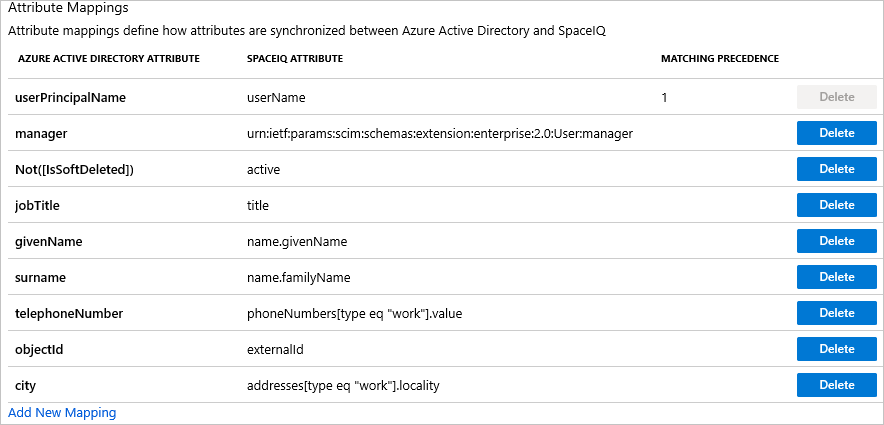 Attribute Mappings
Attribute mappings define how attributes are synchronized between Azure Active Directory and SpaceIQ
AZURE ACTIVE DIRECTORY ATTRIBUTE SPACEIQ ATTRIBUTE MATCHING PRECEDENCE
userPrincipalName userName 1 Delete
manager urn:ietf:params:scim:schemas:extension:enterprise:2.0:User:manager Delete
Not([IsSoftDeleted]) active Delete
jobTitle title Delete
givenName name.givenName Delete
surname name.familyName Delete
telephoneNumber phoneNumbers[type eq "work"].value Delete
objectId externalId Delete
city addresses[type eq "work"].locality Delete
Add New Mapping